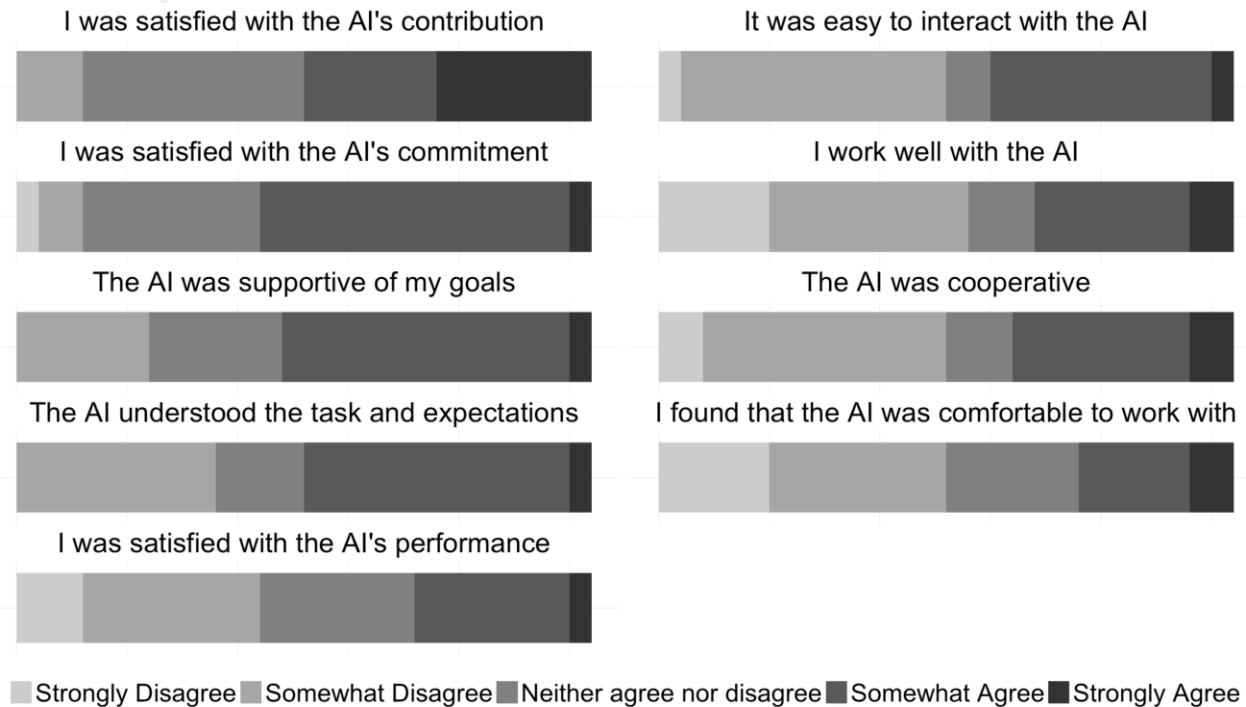 I was satisfied with the AI's contribution
It was easy to interact with the AI
I was satisfied with the AI's commitment
I work well with the AI
The AI was supportive of my goals
The AI was cooperative
The AI understood the task and expectations
I found that the AI was comfortable to work with
I was satisfied with the AI's performance
Strongly Disagree Somewhat Disagree Neither agree nor disagree Somewhat Agree Strongly Agree